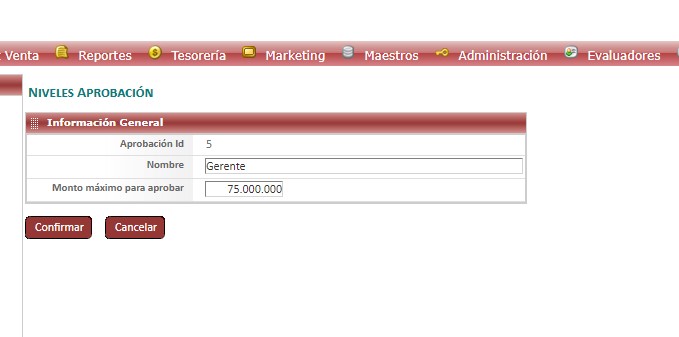 Venta Reportes Tesorería Marketing Maestros Administración Evaluadores
NIVELES APROBACIÓN
Información General
Aprobación Id 5
Nombre Gerente
Monto máximo para aprobar 75.000.000
Confirmar Cancelar